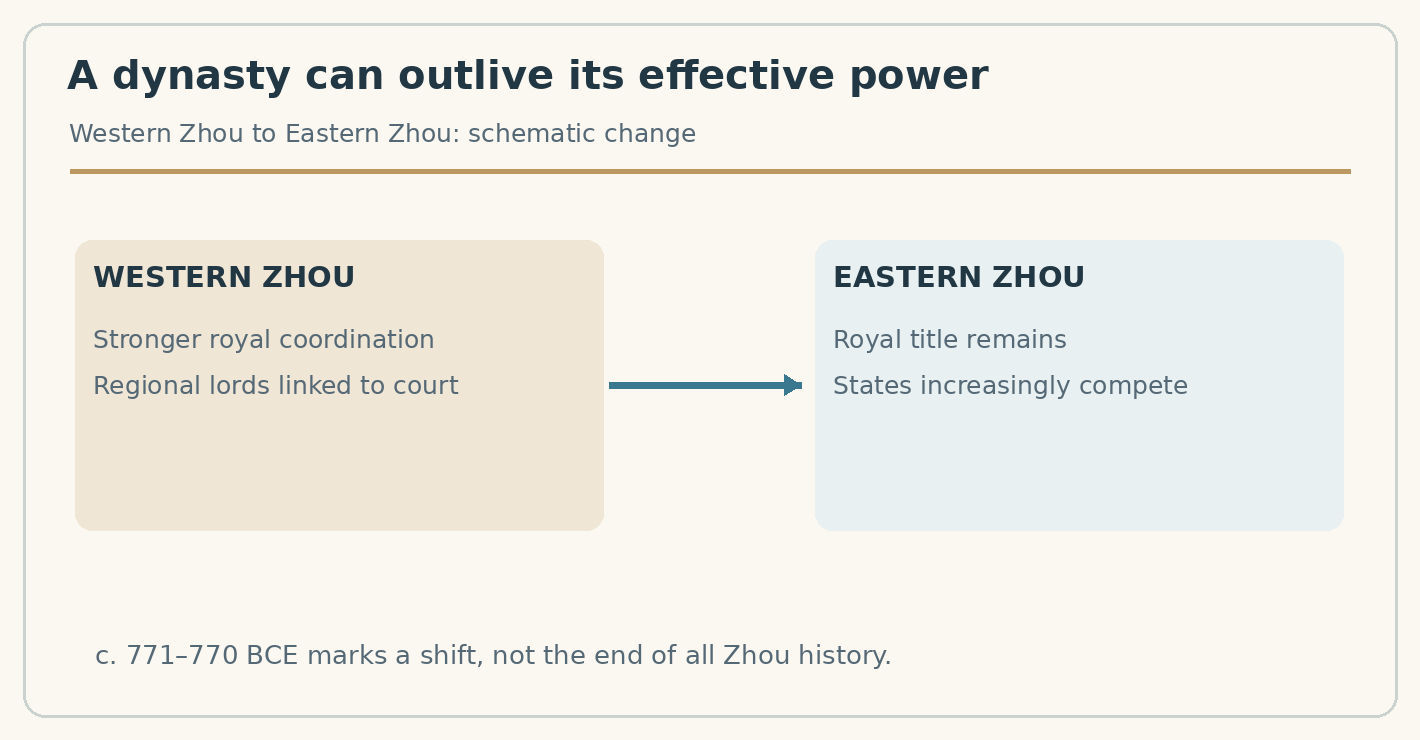 A dynasty can outlive its effective power
Western Zhou to Eastern Zhou: schematic change
WESTERN ZHOU
Stronger royal coordination
Regional lords linked to court
EASTERN ZHOU
Royal title remains
States increasingly compete
c. 771–770 BCE marks a shift, not the end of all Zhou history.